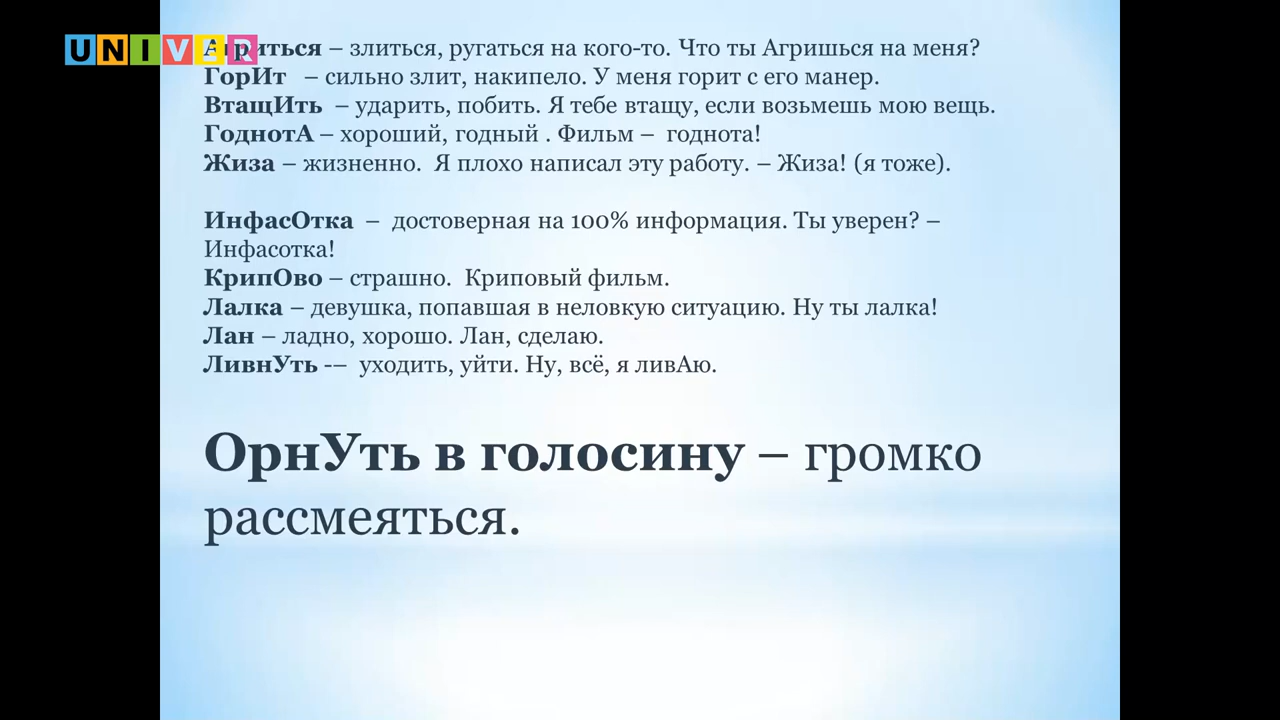 UNIVER
Агриться – злиться, ругаться на кого-то. Что ты Агришься на меня?
ГорИт – сильно злит, накипело. У меня горит с его манер.
ВтащИть – ударить, побить. Я тебе втащу, если возьмешь мою вещь.
ГоднотА – хороший, годный . Фильм – годнота!
Жиза – жизненно. Я плохо написал эту работу. – Жиза! (я тоже).
ИнфасОтка – достоверная на 100% информация. Ты уверен? –
Инфасотка!
КрипОво – страшно. Криповый фильм.
Лалка – девушка, попавшая в неловкую ситуацию. Ну ты лалка!
Лан – ладно, хорошо. Лан, сделаю.
ЛивнУть -– уходить, уйти. Ну, всё, я ливАю.
ОрнУть в голосину – громко
рассмеяться.